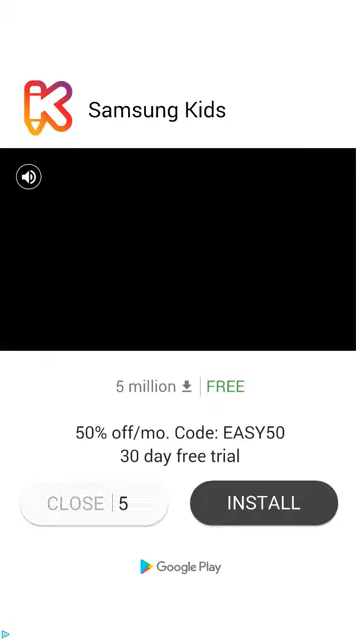 Samsung Kids
5 million FREE
50% off/mo. Code: EASY50
30 day free trial
CLOSE 5
INSTALL
Google Play